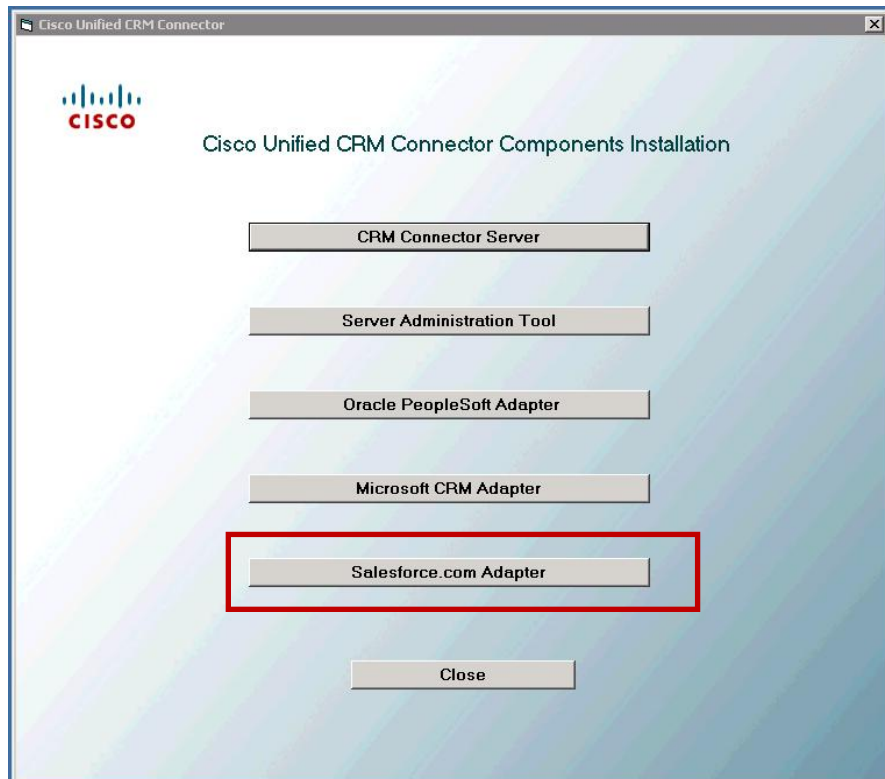 Cisco Unified CRM Connector
CISCO
Cisco Unified CRM Connector Components Installation
CRM Connector Server
Server Administration Tool
Oracle PeopleSoft Adapter
Microsoft CRM Adapter
Salesforce.com Adapter
Close